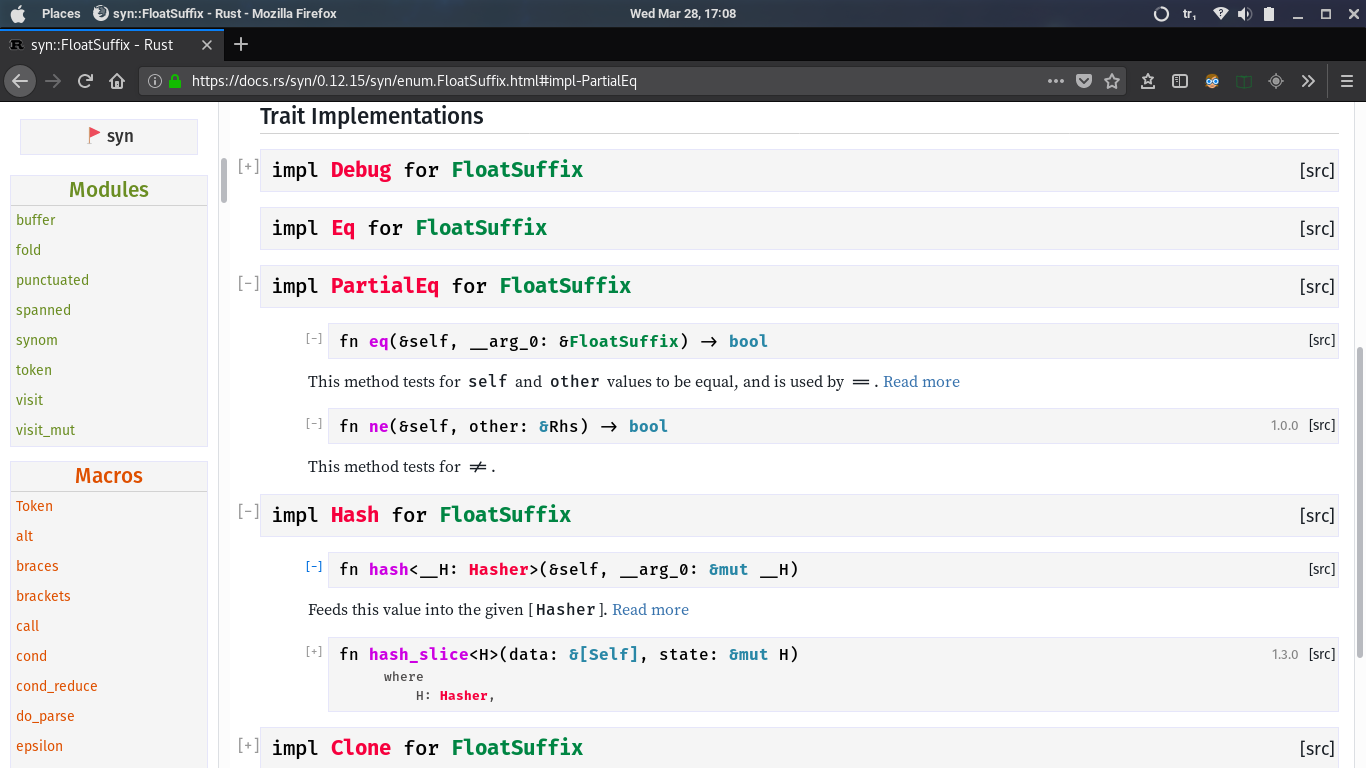 Places syn::FloatSuffix - Rust - Mozilla Firefox Wed Mar 28, 17:08 tr₁
syn::FloatSuffix - Rust
https://docs.rs/syn/0.12.15/syn/enum.FloatSuffix.html#impl-PartialEq
syn
Modules
buffer
fold
punctuated
spanned
synom
token
visit
visit_mut
Macros
Token
alt
braces
brackets
call
cond
cond_reduce
do_parse
epsilon
Trait Implementations
[+] impl Debug for FloatSuffix [src]
impl Eq for FloatSuffix [src]
[-] impl PartialEq for FloatSuffix [src]
[-] fn eq(&self, __arg_0: &FloatSuffix) -> bool [src]
This method tests for self and other values to be equal, and is used by ==. Read more
[-] fn ne(&self, other: &Rhs) -> bool 1.0.0 [src]
This method tests for !=.
[-] impl Hash for FloatSuffix [src]
[-] fn hash<__H: Hasher>(&self, __arg_0: &mut __H) [src]
Feeds this value into the given [Hasher]. Read more
[+] fn hash_slice<H>(data: &[Self], state: &mut H) 1.3.0 [src]
where
H: Hasher,
[+] impl Clone for FloatSuffix [src]